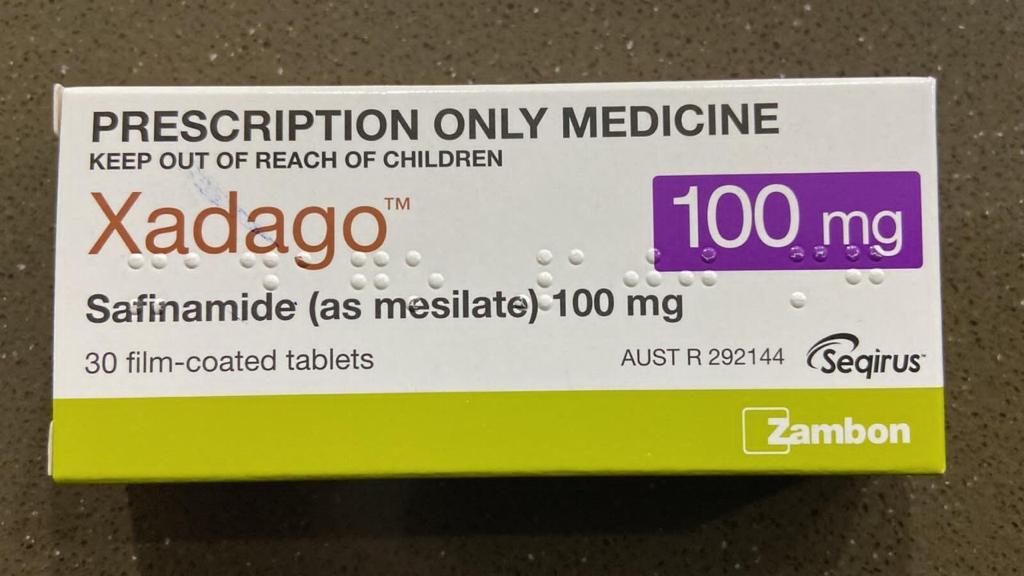 PRESCRIPTION ONLY MEDICINE
KEEP OUT OF REACH OF CHILDREN
Xadago™
100 mg
Safinamide (as mesilate) 100 mg
30 film-coated tablets
AUST R 292144
Seqirus™
Zambon